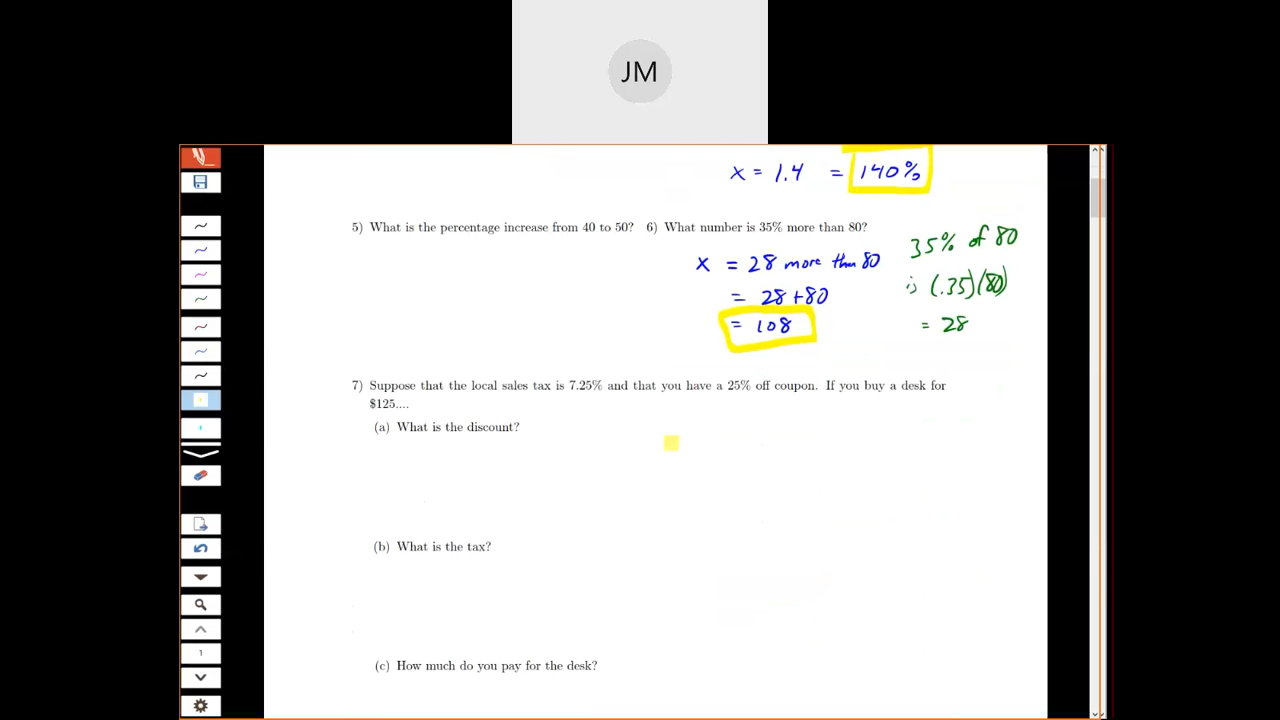 JM
x = 1.4 = 140%
5) What is the percentage increase from 40 to 50?
6) What number is 35% more than 80?
x = 28 more than 80
= 28 + 80
= 108
35% of 80
is (.35)(80)
= 28
7) Suppose that the local sales tax is 7.25% and that you have a 25% off coupon. If you buy a desk for
$125....
(a) What is the discount?
(b) What is the tax?
(c) How much do you pay for the desk?
1